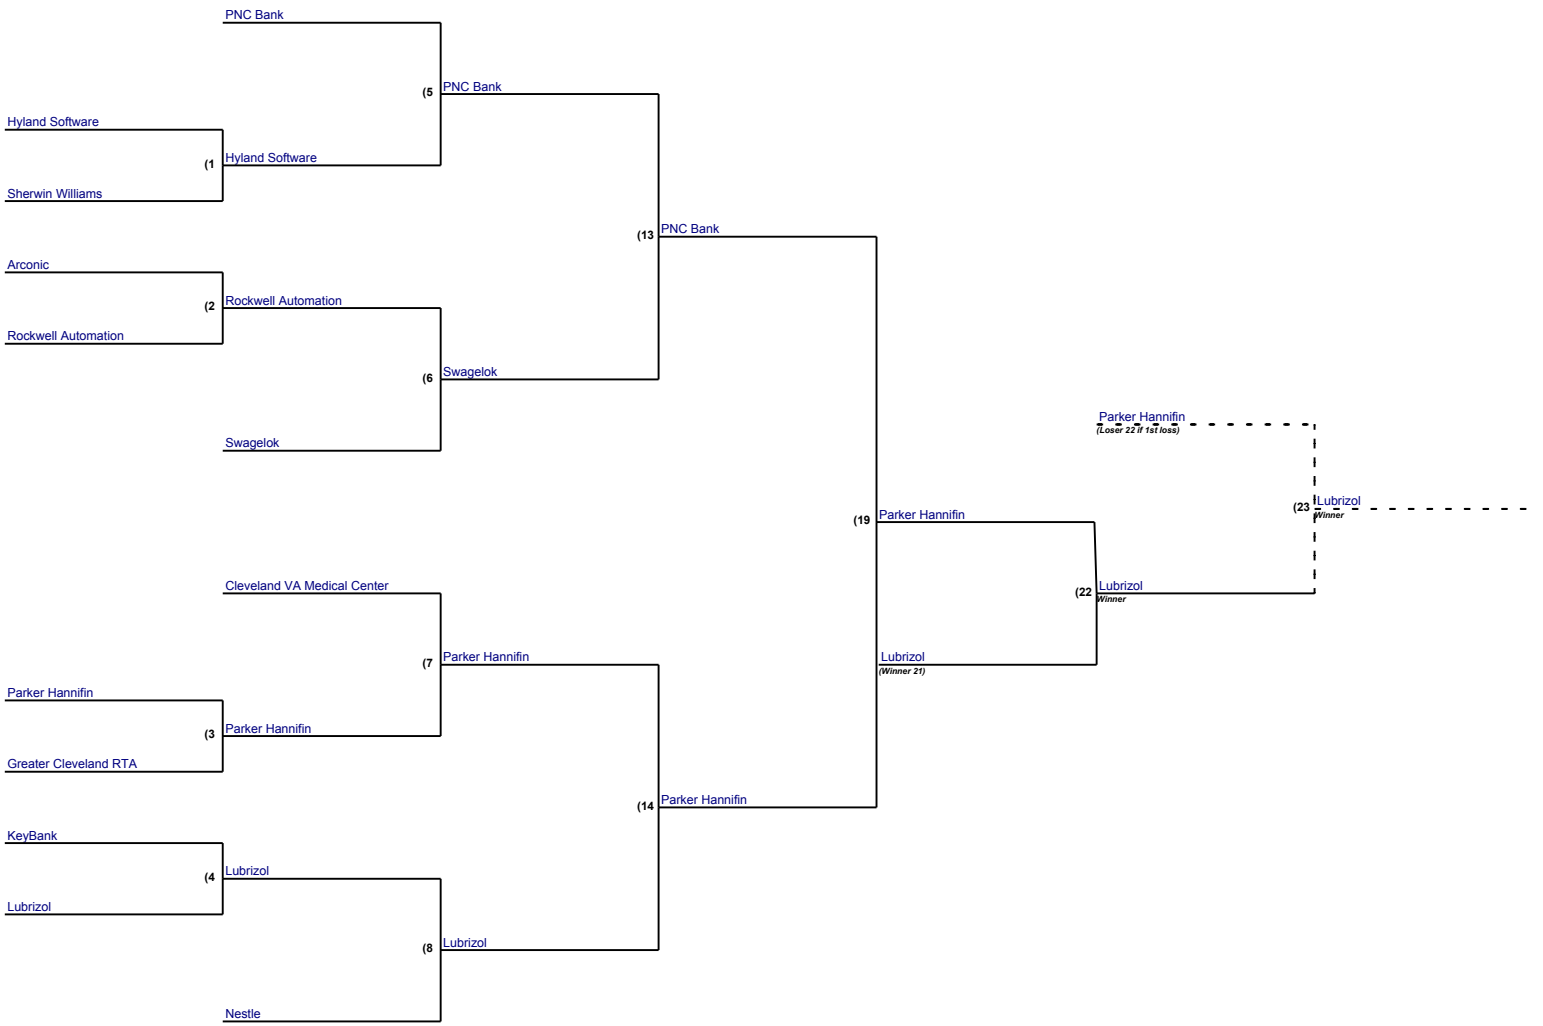 PNC Bank
(5 PNC Bank
Hyland Software
(1 Hyland Software
Sherwin Williams
(13 PNC Bank
Arconic
(2 Rockwell Automation
Rockwell Automation
(6 Swagelok
Parker Hannifin
(Loser 22 if 1st loss)
Swagelok
(23 Lubrizol
Winner
(19 Parker Hannifin
Cleveland VA Medical Center
(22 Lubrizol
Winner
(7 Parker Hannifin
Lubrizol
(Winner 21)
Parker Hannifin
(3 Parker Hannifin
Greater Cleveland RTA
(14 Parker Hannifin
KeyBank
(4 Lubrizol
Lubrizol
(8 Lubrizol
Nestle